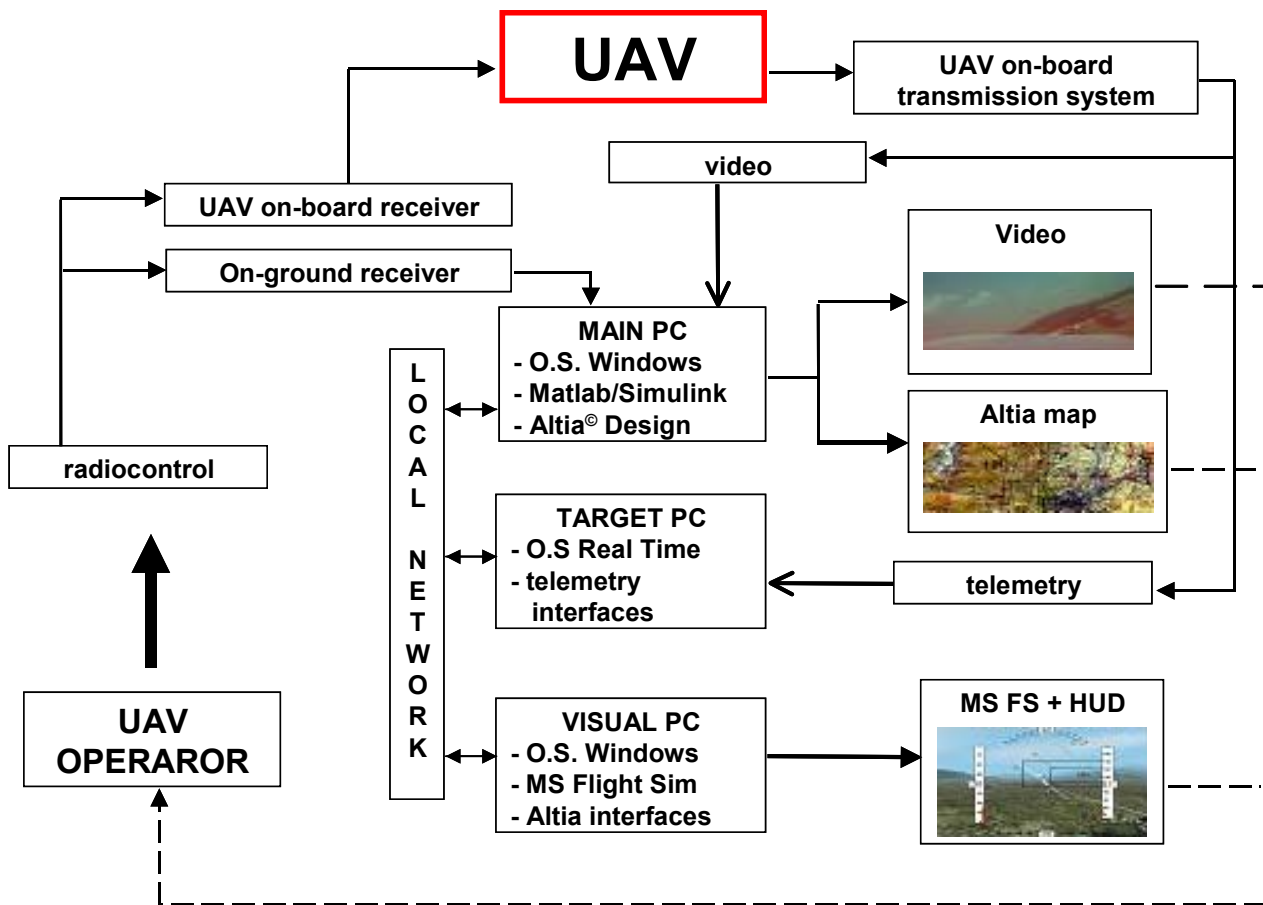 UAV
UAV on-board
transmission system
video
UAV on-board receiver
Video
On-ground receiver
MAIN PC
- O.S. Windows
- Matlab/Simulink
- Altia© Design
LOCAL NETWORK
Altia map
radiocontrol
TARGET PC
- O.S Real Time
- telemetry
interfaces
telemetry
UAV
OPERAROR
VISUAL PC
- O.S. Windows
- MS Flight Sim
- Altia interfaces
MS FS + HUD